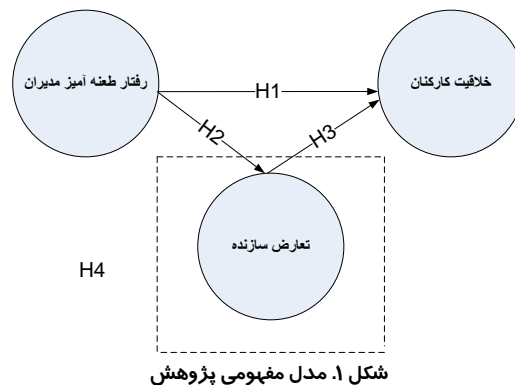 رفتار طعنه آمیز مدیران
خلاقیت کارکنان
H1
H2
H3
تعارض سازنده
H4
شکل ۱. مدل مفهومی پژوهش